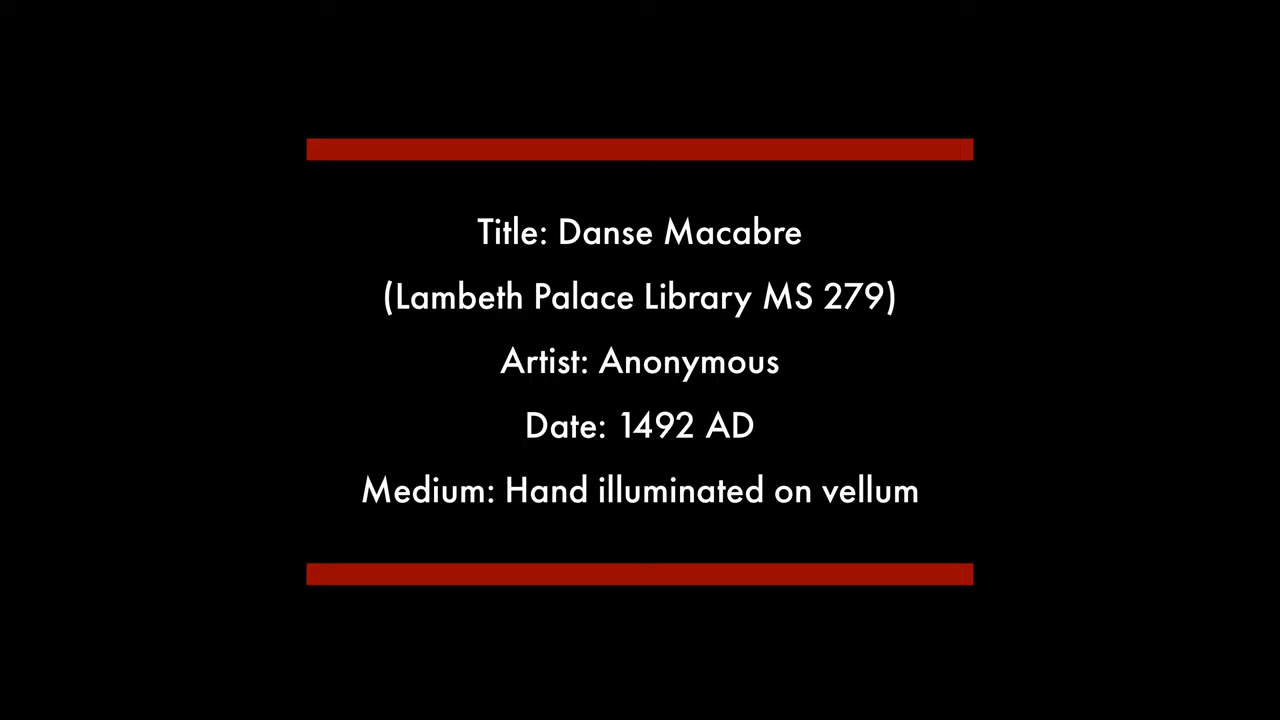 Title: Danse Macabre
(Lambeth Palace Library MS 279)
Artist: Anonymous
Date: 1492 AD
Medium: Hand illuminated on vellum